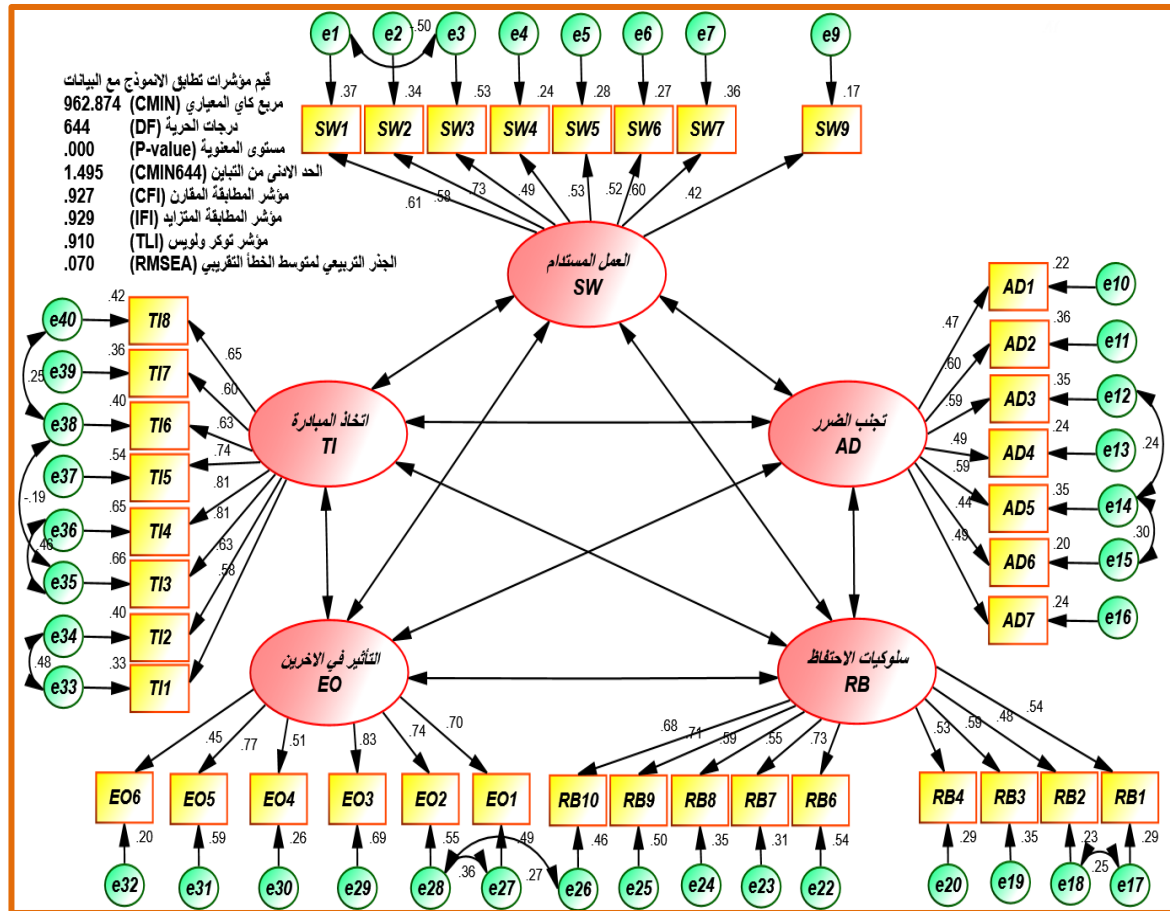 e1 e2 e3 e4 e5 e6 e7 e9
-.50
قيم مؤشرات تطابق الانموذج مع البيانات
مربع كاي المعياري (CMIN) 962.874
درجات الحرية (DF) 644
مستوى المعنوية (P-value) .000
الحد الادنى من التباين (CMIN644) 1.495
مؤشر المطابقة المقارن (CFI) .927
مؤشر المطابقة المتزايد (IFI) .929
مؤشر توكر ولويس (TLI) .910
الجذر التربيعي لمتوسط الخطأ التقريبي (RMSEA) .070
.37 .34 .53 .24 .28 .27 .36 .17
SW1 SW2 SW3 SW4 SW5 SW6 SW7 SW9
.61 .58 .73 .49 .53 .52 .60 .42
العمل المستدام
SW
e40 .42 TI8 .65
e39 .36 TI7 .60
e38 .40 TI6 .63
e37 .54 TI5 .74
e36 .65 TI4 .81
e35 .66 TI3 .81
e34 .40 TI2 .63
e33 .33 TI1 .58
.25
-.19
.46
.48
اتخاذ المبادرة
TI
تجنب الضرر
AD
.47 AD1 .22 e10
.60 AD2 .36 e11
.59 AD3 .35 e12
.49 AD4 .24 e13
.59 AD5 .35 e14
.44 AD6 .20 e15
.49 AD7 .24 e16
.24
.30
التأثير في الاخرين
EO
سلوكيات الاحتفاظ
RB
.45 .77 .51 .83 .74 .70
EO6 EO5 EO4 EO3 EO2 EO1
.20 .59 .26 .69 .55 .49
e32 e31 e30 e29 e28 e27
.36 .27
.68 .71 .59 .55 .73 .53 .59 .48 .54
RB10 RB9 RB8 RB7 RB6 RB4 RB3 RB2 RB1
.46 .50 .35 .31 .54 .29 .35 .23 .29
e26 e25 e24 e23 e22 e20 e19 e18 e17
.25